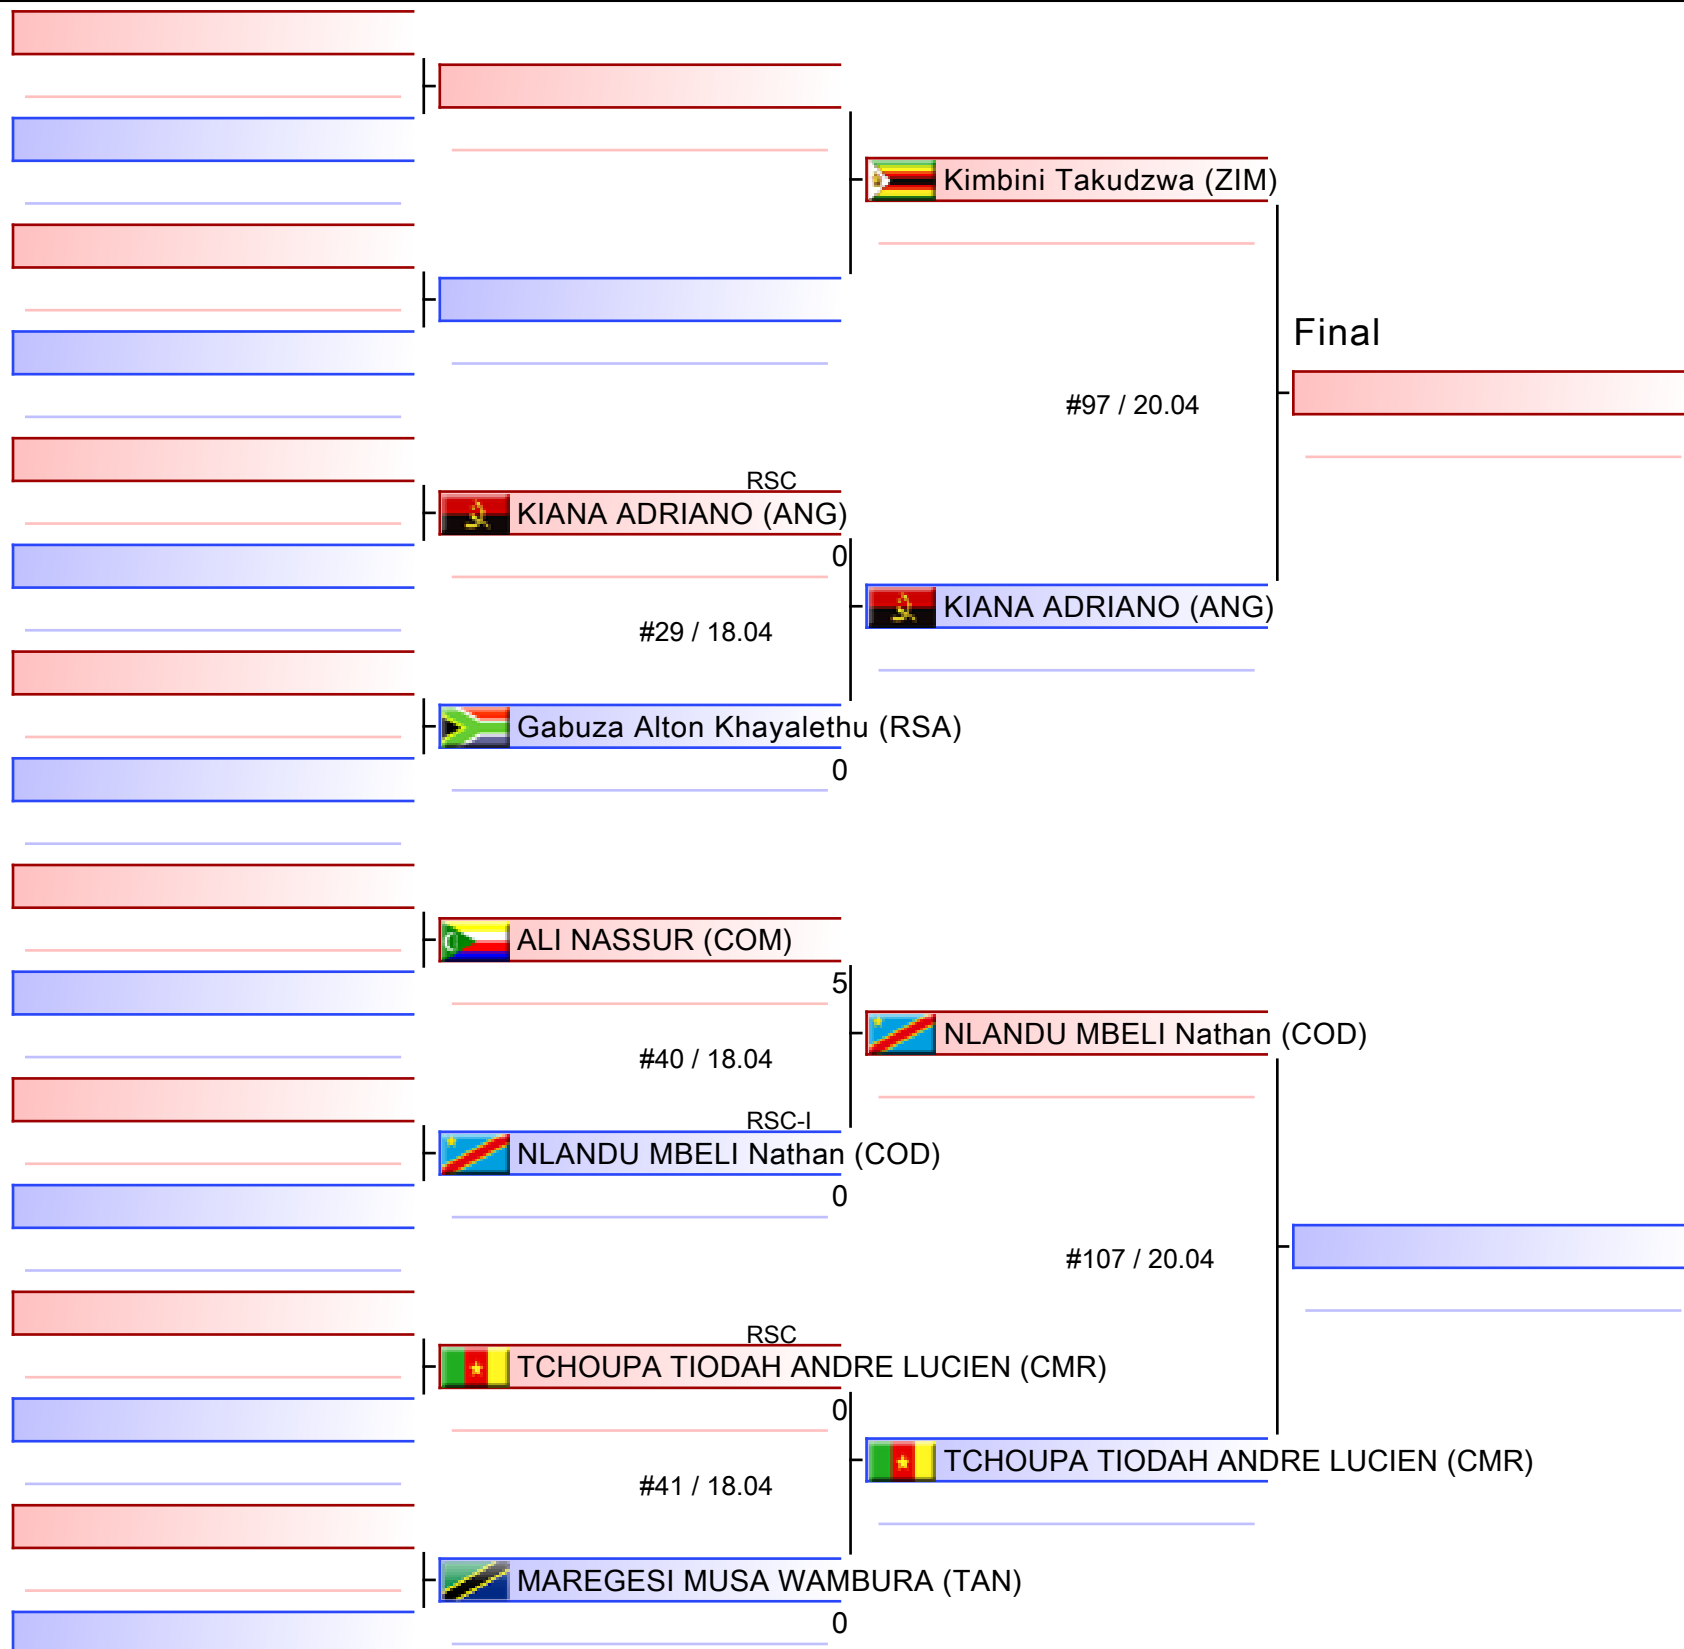 Kimbini Takudzwa (ZIM)
Final
#97 / 20.04
RSC
KIANA ADRIANO (ANG)
0
KIANA ADRIANO (ANG)
#29 / 18.04
Gabuza Alton Khayalethu (RSA)
0
ALI NASSUR (COM)
5
NLANDU MBELI Nathan (COD)
#40 / 18.04
RSC-I
NLANDU MBELI Nathan (COD)
0
#107 / 20.04
RSC
TCHOUPA TIODAH ANDRE LUCIEN (CMR)
0
TCHOUPA TIODAH ANDRE LUCIEN (CMR)
#41 / 18.04
MAREGESI MUSA WAMBURA (TAN)
0